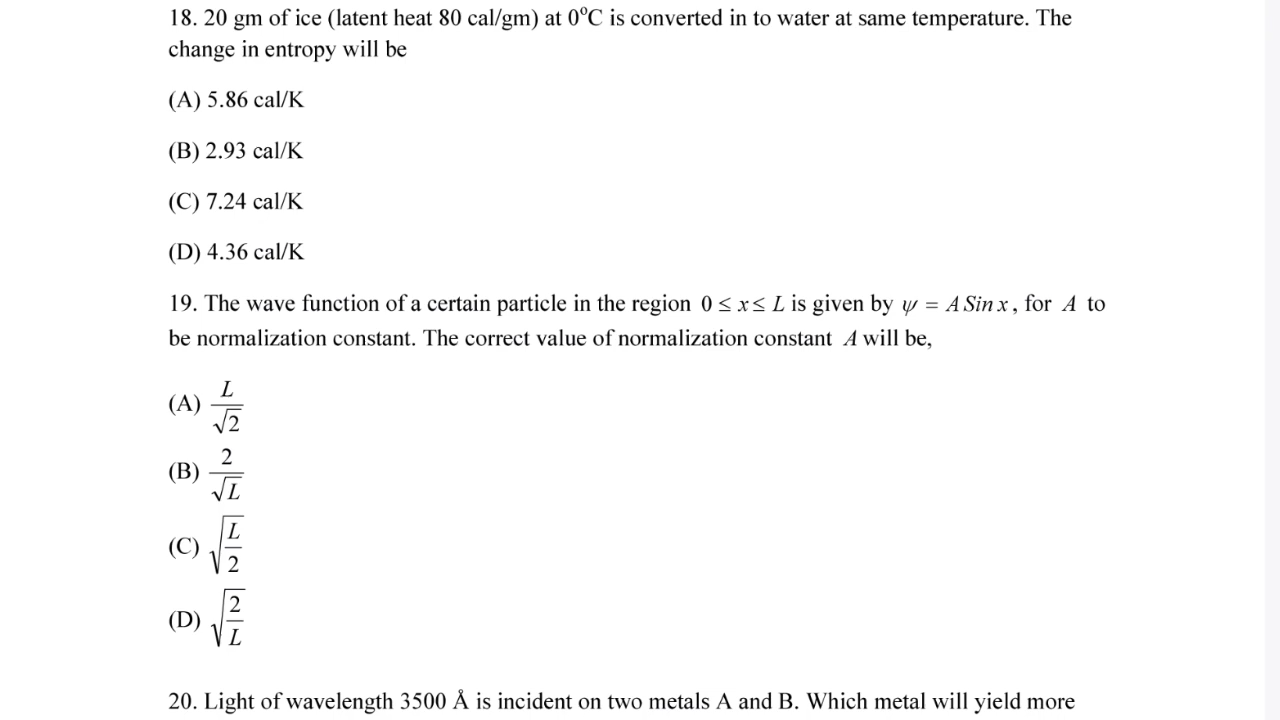 18. 20 gm of ice (latent heat 80 cal/gm) at 0°C is converted in to water at same temperature. The
change in entropy will be
(A) 5.86 cal/K
(B) 2.93 cal/K
(C) 7.24 cal/K
(D) 4.36 cal/K
19. The wave function of a certain particle in the region 0 ≤ x ≤ L is given by ψ = A Sin x, for A to
be normalization constant. The correct value of normalization constant A will be,
(A) L/√2
(B) 2/√L
(C) √(L/2)
(D) √(2/L)
20. Light of wavelength 3500 Å is incident on two metals A and B. Which metal will yield more